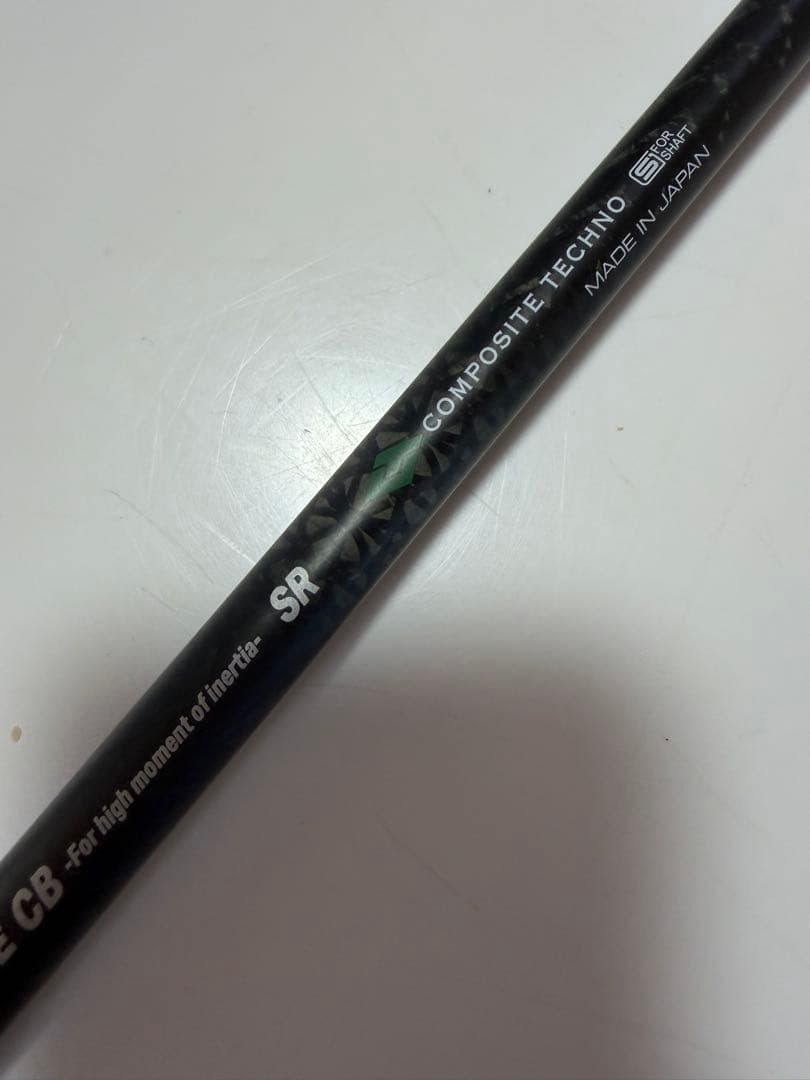 E CB -For high moment of inertia- SR
COMPOSITE TECHNO
S FOR
SHAFT
MADE IN JAPAN